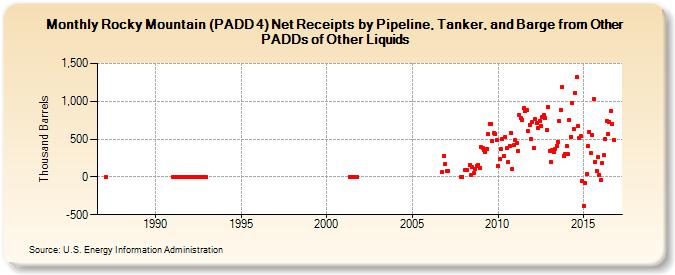 Monthly Rocky Mountain (PADD 4) Net Receipts by Pipeline, Tanker, and Barge from Other
PADDs of Other Liquids
Thousand Barrels
1,500
1,000
500
0
-500
1990
1995
2000
2005
2010
2015
Source: U.S. Energy Information Administration